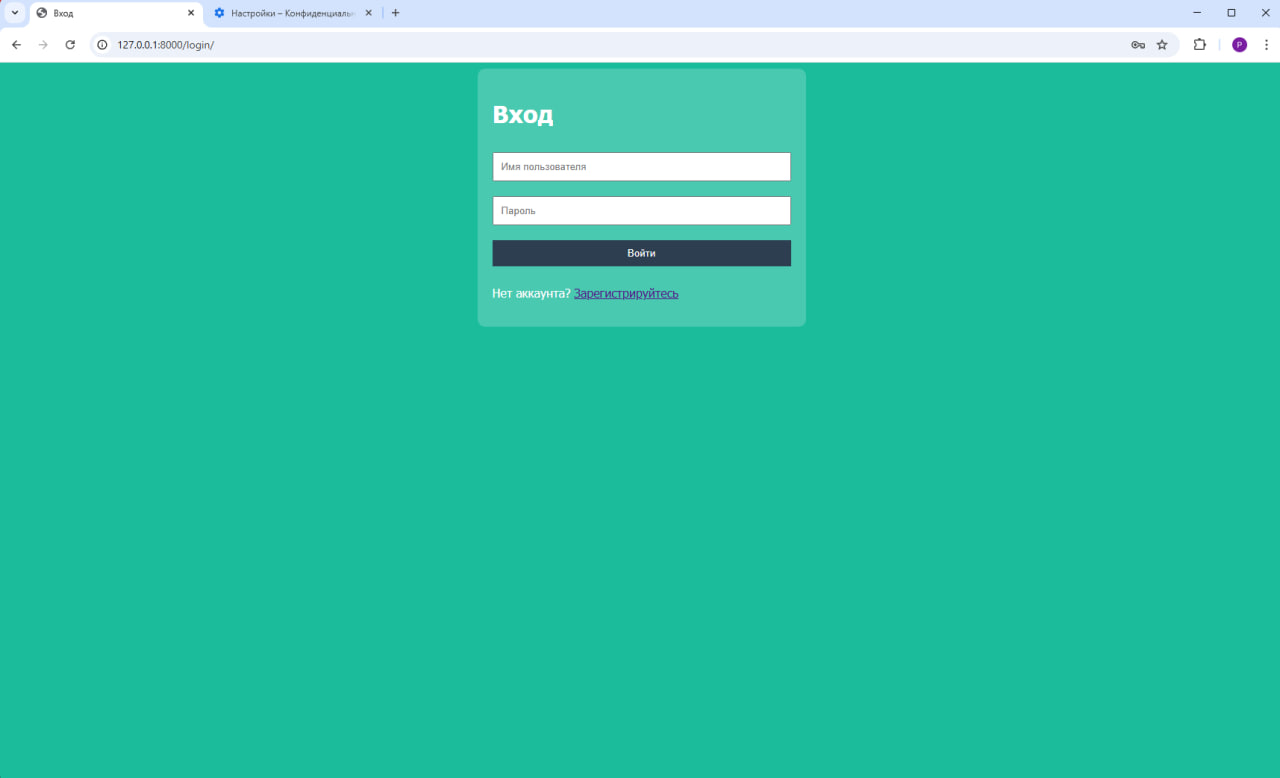 Вход
Настройки – Конфиденциальн
127.0.0.1:8000/login/
P
Вход
Имя пользователя
Пароль
Войти
Нет аккаунта? Зарегистрируйтесь